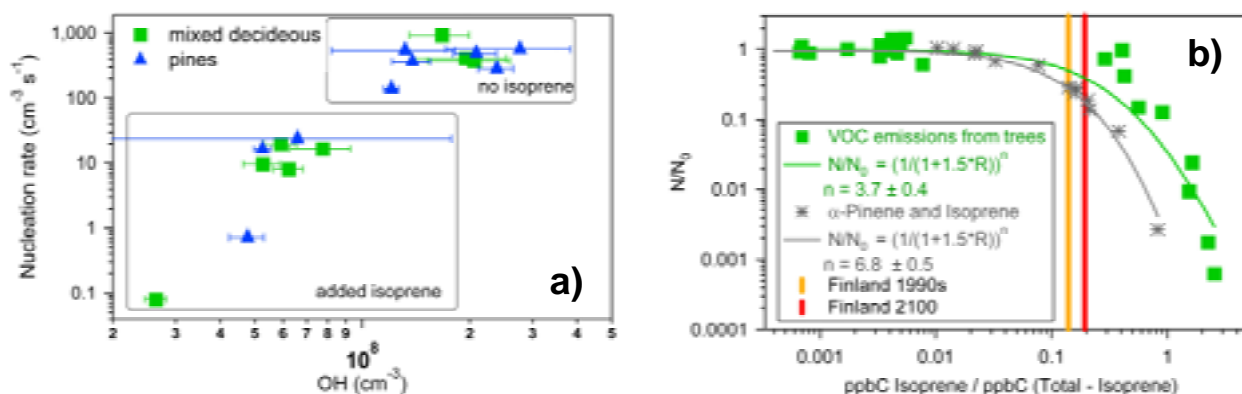 mixed decideous
pines
no isoprene
added isoprene
a)
Nucleation rate (cm⁻³ s⁻¹)
1,000
100
10
1
0.1
2 3 4 5 6 7 8 9 10⁸ 2 3 4 5
OH (cm⁻³)
b)
N/N₀
1
0.1
0.01
0.001
0.0001
VOC emissions from trees
N/N₀ = (1/(1+1.5*R))ⁿ
n = 3.7 ± 0.4
α-Pinene and Isoprene
N/N₀ = (1/(1+1.5*R))ⁿ
n = 6.8 ± 0.5
Finland 1990s
Finland 2100
0.001 0.01 0.1 1
ppbC Isoprene / ppbC (Total - Isoprene)